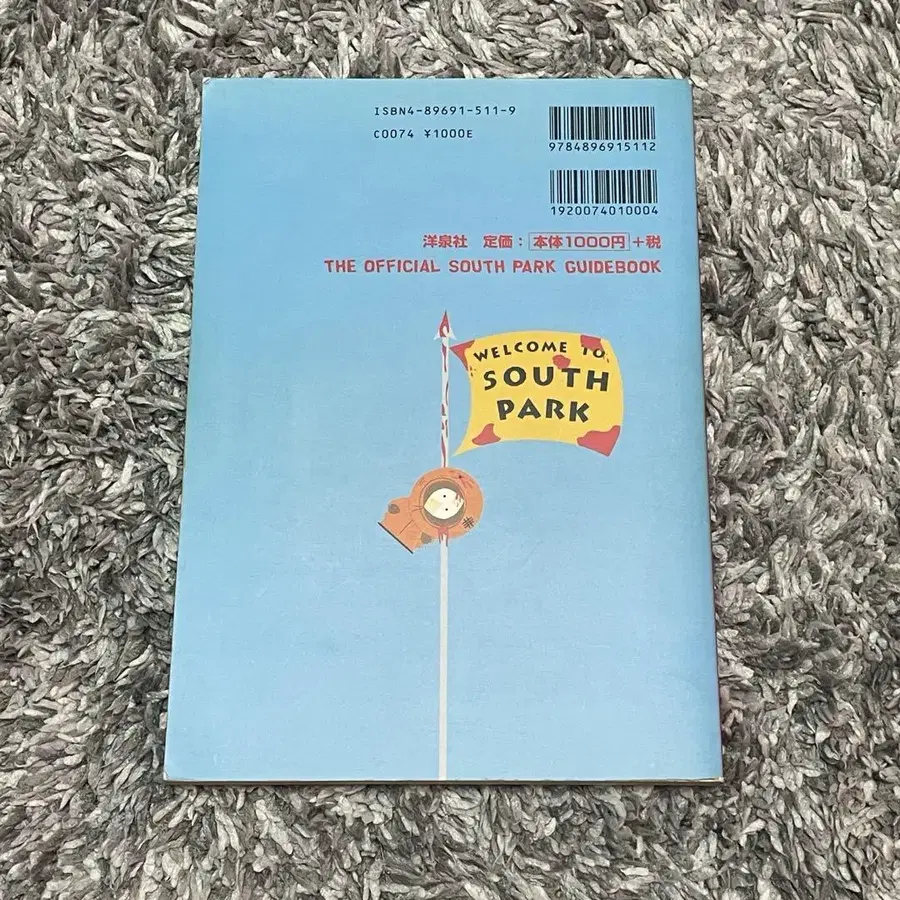 ISBN4-89691-511-9
C0074 ¥1000E
9784896915112
1920074010004
洋泉社 定価：本体1000円+税
THE OFFICIAL SOUTH PARK GUIDEBOOK
WELCOME TO
SOUTH
PARK